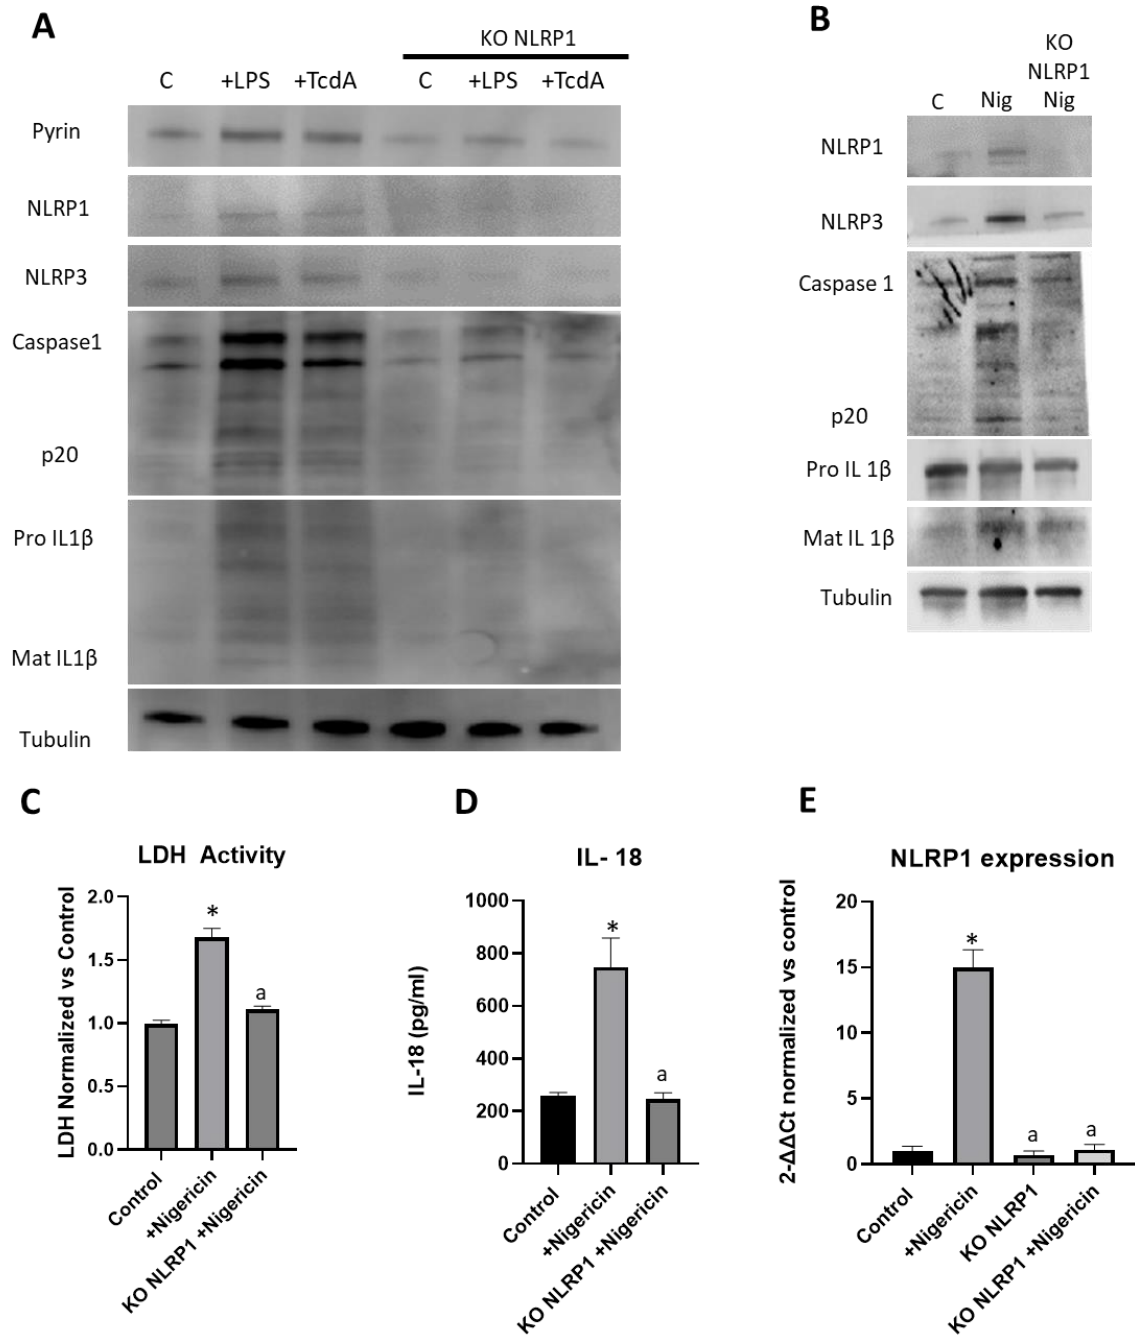 A
KO NLRP1
C +LPS +TcdA C +LPS +TcdA
Pyrin
NLRP1
NLRP3
Caspase1
p20
Pro IL1β
Mat IL1β
Tubulin
B
KO
NLRP1
C Nig Nig
NLRP1
NLRP3
Caspase 1
p20
Pro IL 1β
Mat IL 1β
Tubulin
C
LDH Activity
LDH Normalized vs Control
2.0
1.5
1.0
0.5
0.0
*
a
Control
+Nigericin
KO NLRP1 +Nigericin
D
IL- 18
IL-18 (pg/ml)
1000
800
600
400
200
0
*
a
Control
+Nigericin
KO NLRP1 +Nigericin
E
NLRP1 expression
2-ΔΔCt normalized vs control
20
15
10
5
0
*
a
a
Control
+Nigericin
KO NLRP1
KO NLRP1 +Nigericin